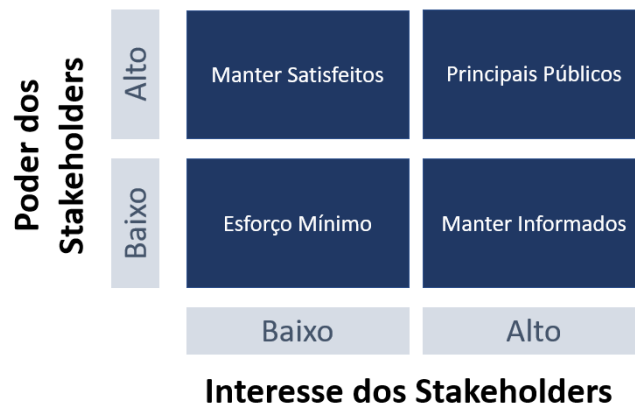 Poder dos
Stakeholders
Alto
Manter Satisfeitos
Principais Públicos
Baixo
Esforço Mínimo
Manter Informados
Baixo
Alto
Interesse dos Stakeholders